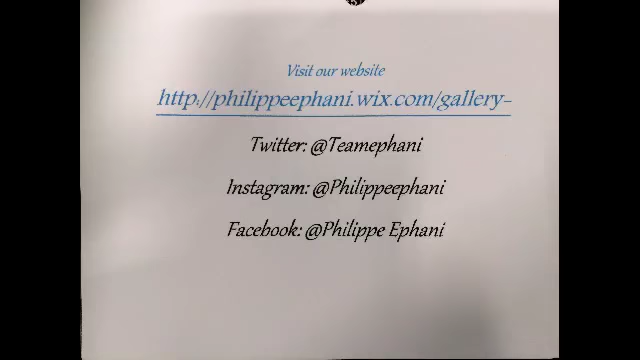 Visit our website
http://philippeephani.wix.com/gallery-
Twitter: @Teamephani
Instagram: @Philippeephani
Facebook: @Philippe Ephani